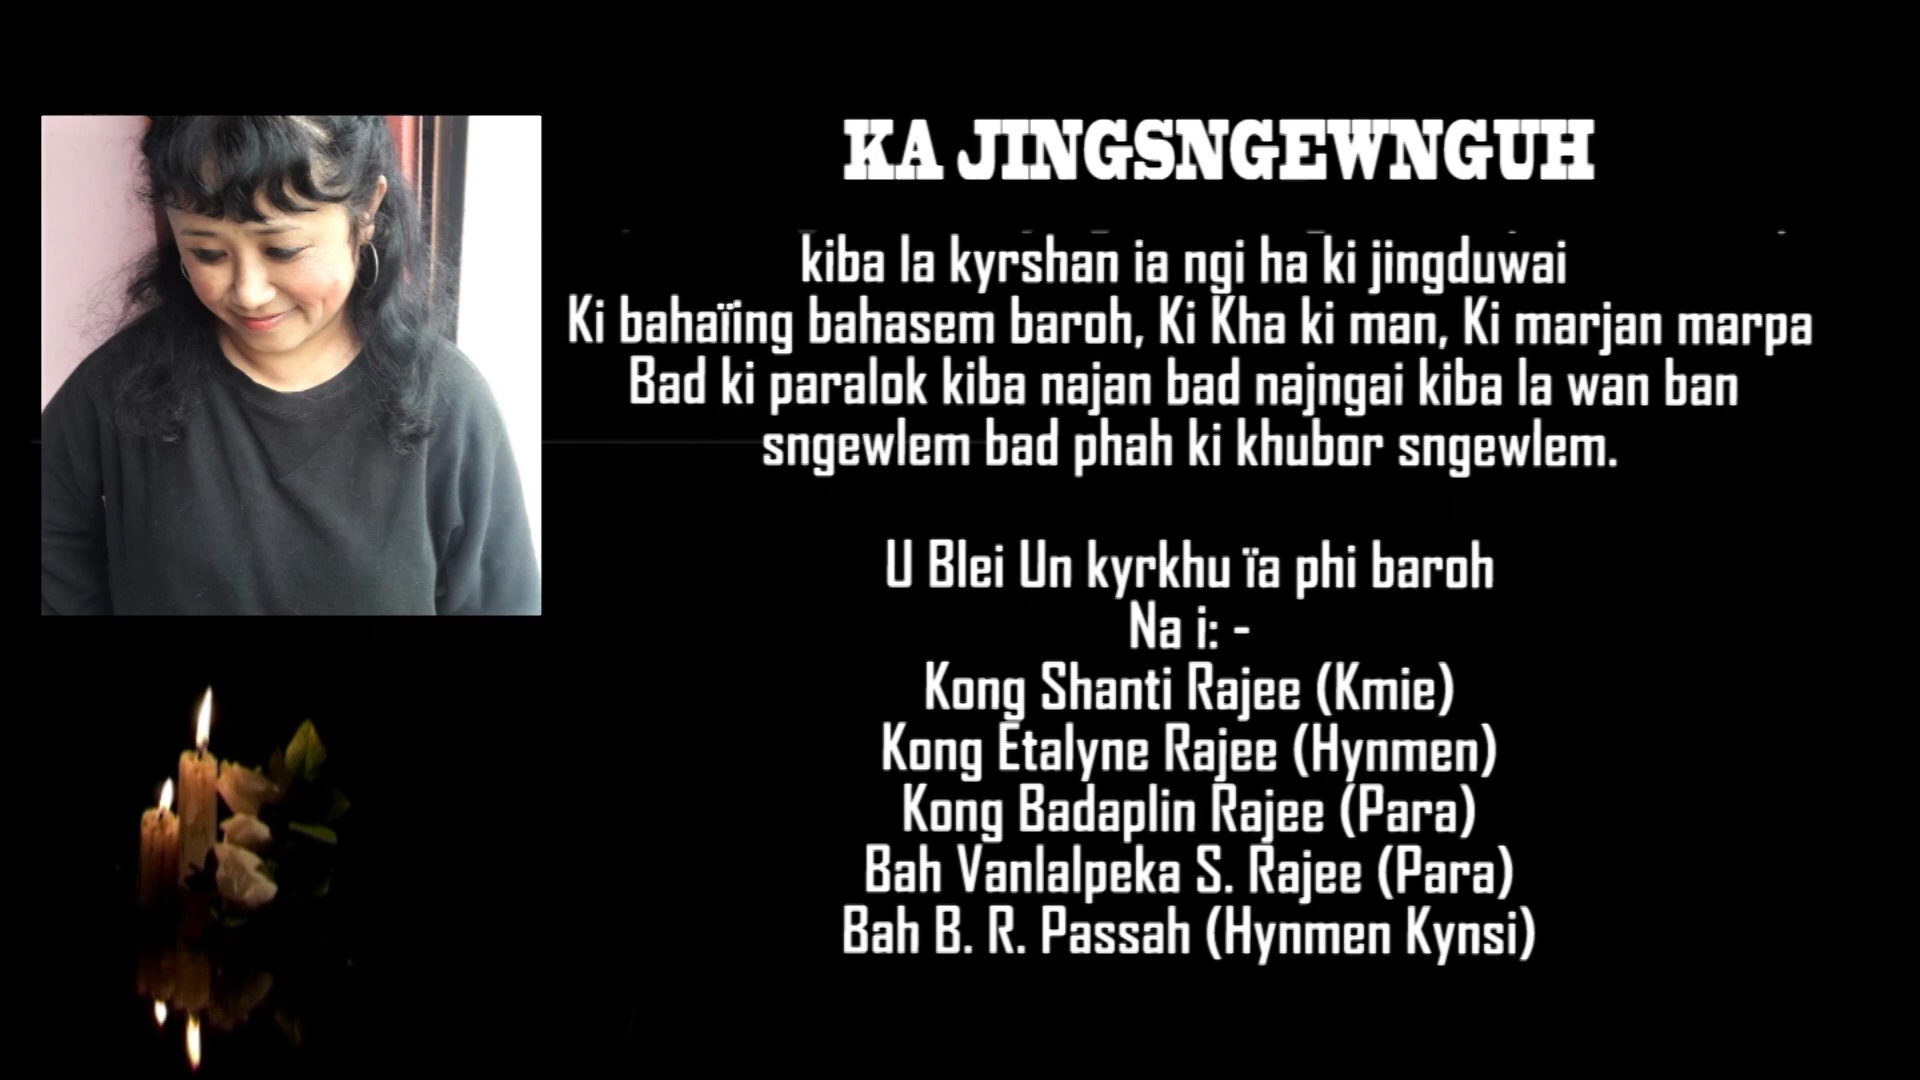 KA JINGSNGEWNGUH
kiba la kyrshan ia ngi ha ki jingduwai
Ki bahaïing bahasem baroh, Ki Kha ki man, Ki marjan marpa
Bad ki paralok kiba najan bad najngai kiba la wan ban
sngewlem bad phah ki khubor sngewlem.
U Blei Un kyrkhu ïa phi baroh
Na i: -
Kong Shanti Rajee (Kmie)
Kong Etalyne Rajee (Hynmen)
Kong Badaplin Rajee (Para)
Bah Vanlalpeka S. Rajee (Para)
Bah B. R. Passah (Hynmen Kynsi)